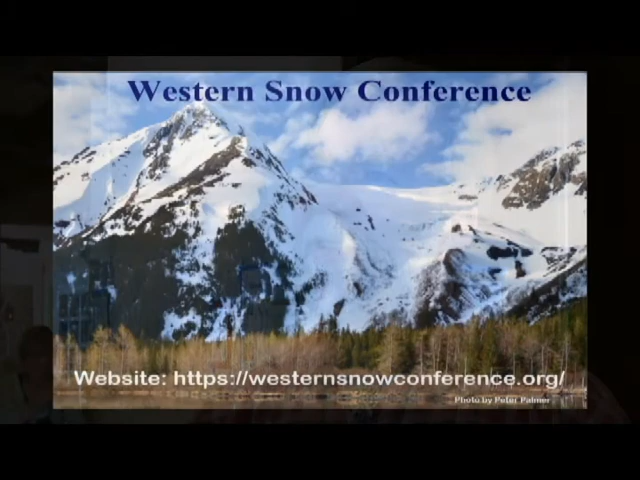 Western Snow Conference
Website: https://westernsnowconference.org/
Photo by Peter Palmer